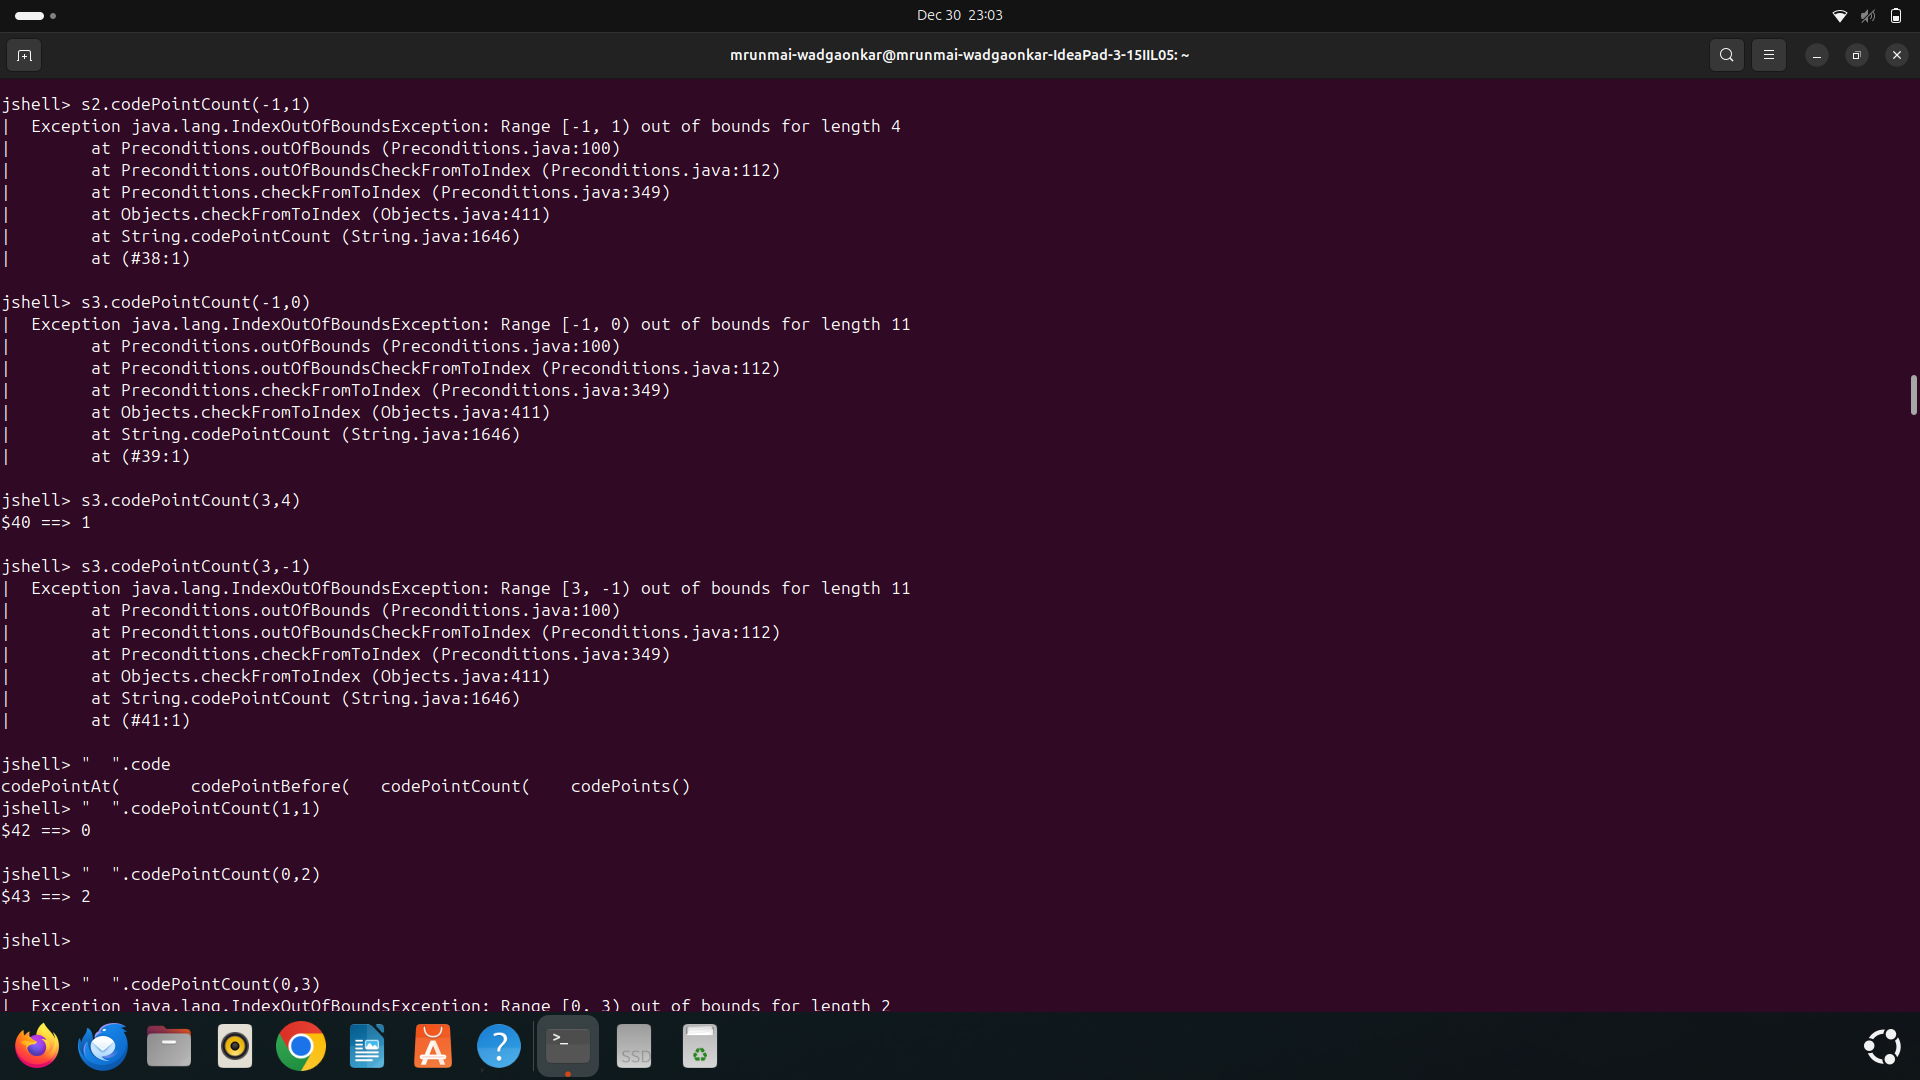 Dec 30 23:03
mrunmai-wadgaonkar@mrunmai-wadgaonkar-IdeaPad-3-15IIL05: ~
jshell> s2.codePointCount(-1,1)
|  Exception java.lang.IndexOutOfBoundsException: Range [-1, 1) out of bounds for length 4
|        at Preconditions.outOfBounds (Preconditions.java:100)
|        at Preconditions.outOfBoundsCheckFromToIndex (Preconditions.java:112)
|        at Preconditions.checkFromToIndex (Preconditions.java:349)
|        at Objects.checkFromToIndex (Objects.java:411)
|        at String.codePointCount (String.java:1646)
|        at (#38:1)
jshell> s3.codePointCount(-1,0)
|  Exception java.lang.IndexOutOfBoundsException: Range [-1, 0) out of bounds for length 11
|        at Preconditions.outOfBounds (Preconditions.java:100)
|        at Preconditions.outOfBoundsCheckFromToIndex (Preconditions.java:112)
|        at Preconditions.checkFromToIndex (Preconditions.java:349)
|        at Objects.checkFromToIndex (Objects.java:411)
|        at String.codePointCount (String.java:1646)
|        at (#39:1)
jshell> s3.codePointCount(3,4)
$40 ==> 1
jshell> s3.codePointCount(3,-1)
|  Exception java.lang.IndexOutOfBoundsException: Range [3, -1) out of bounds for length 11
|        at Preconditions.outOfBounds (Preconditions.java:100)
|        at Preconditions.outOfBoundsCheckFromToIndex (Preconditions.java:112)
|        at Preconditions.checkFromToIndex (Preconditions.java:349)
|        at Objects.checkFromToIndex (Objects.java:411)
|        at String.codePointCount (String.java:1646)
|        at (#41:1)
jshell> "  ".code
codePointAt(       codePointBefore(   codePointCount(    codePoints()
jshell> "  ".codePointCount(1,1)
$42 ==> 0
jshell> "  ".codePointCount(0,2)
$43 ==> 2
jshell>
jshell> "  ".codePointCount(0,3)
|  Exception java.lang.IndexOutOfBoundsException: Range [0, 3) out of bounds for length 2
SSD